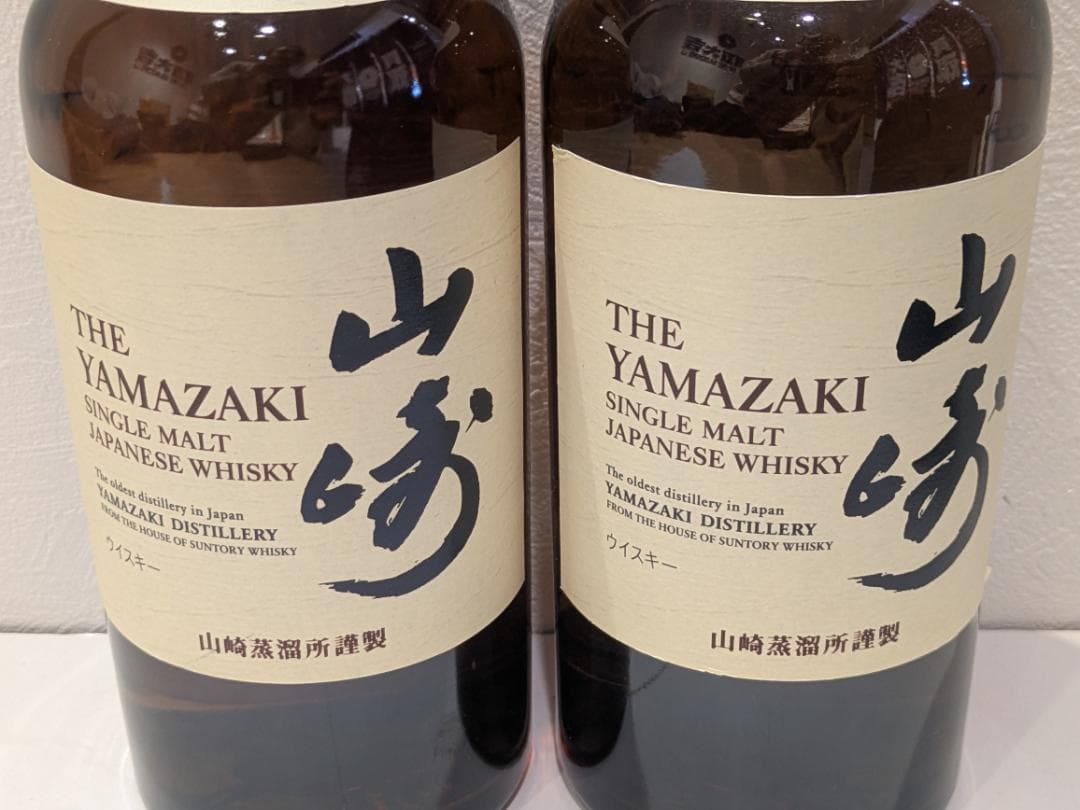 山崎
THE
YAMAZAKI
SINGLE MALT
JAPANESE WHISKY
The oldest distillery in Japan
YAMAZAKI DISTILLERY
FROM THE HOUSE OF SUNTORY WHISKY
ウイスキー
山崎蒸溜所謹製
山崎
THE
YAMAZAKI
SINGLE MALT
JAPANESE WHISKY
The oldest distillery in Japan
YAMAZAKI DISTILLERY
FROM THE HOUSE OF SUNTORY WHISKY
ウイスキー
山崎蒸溜所謹製